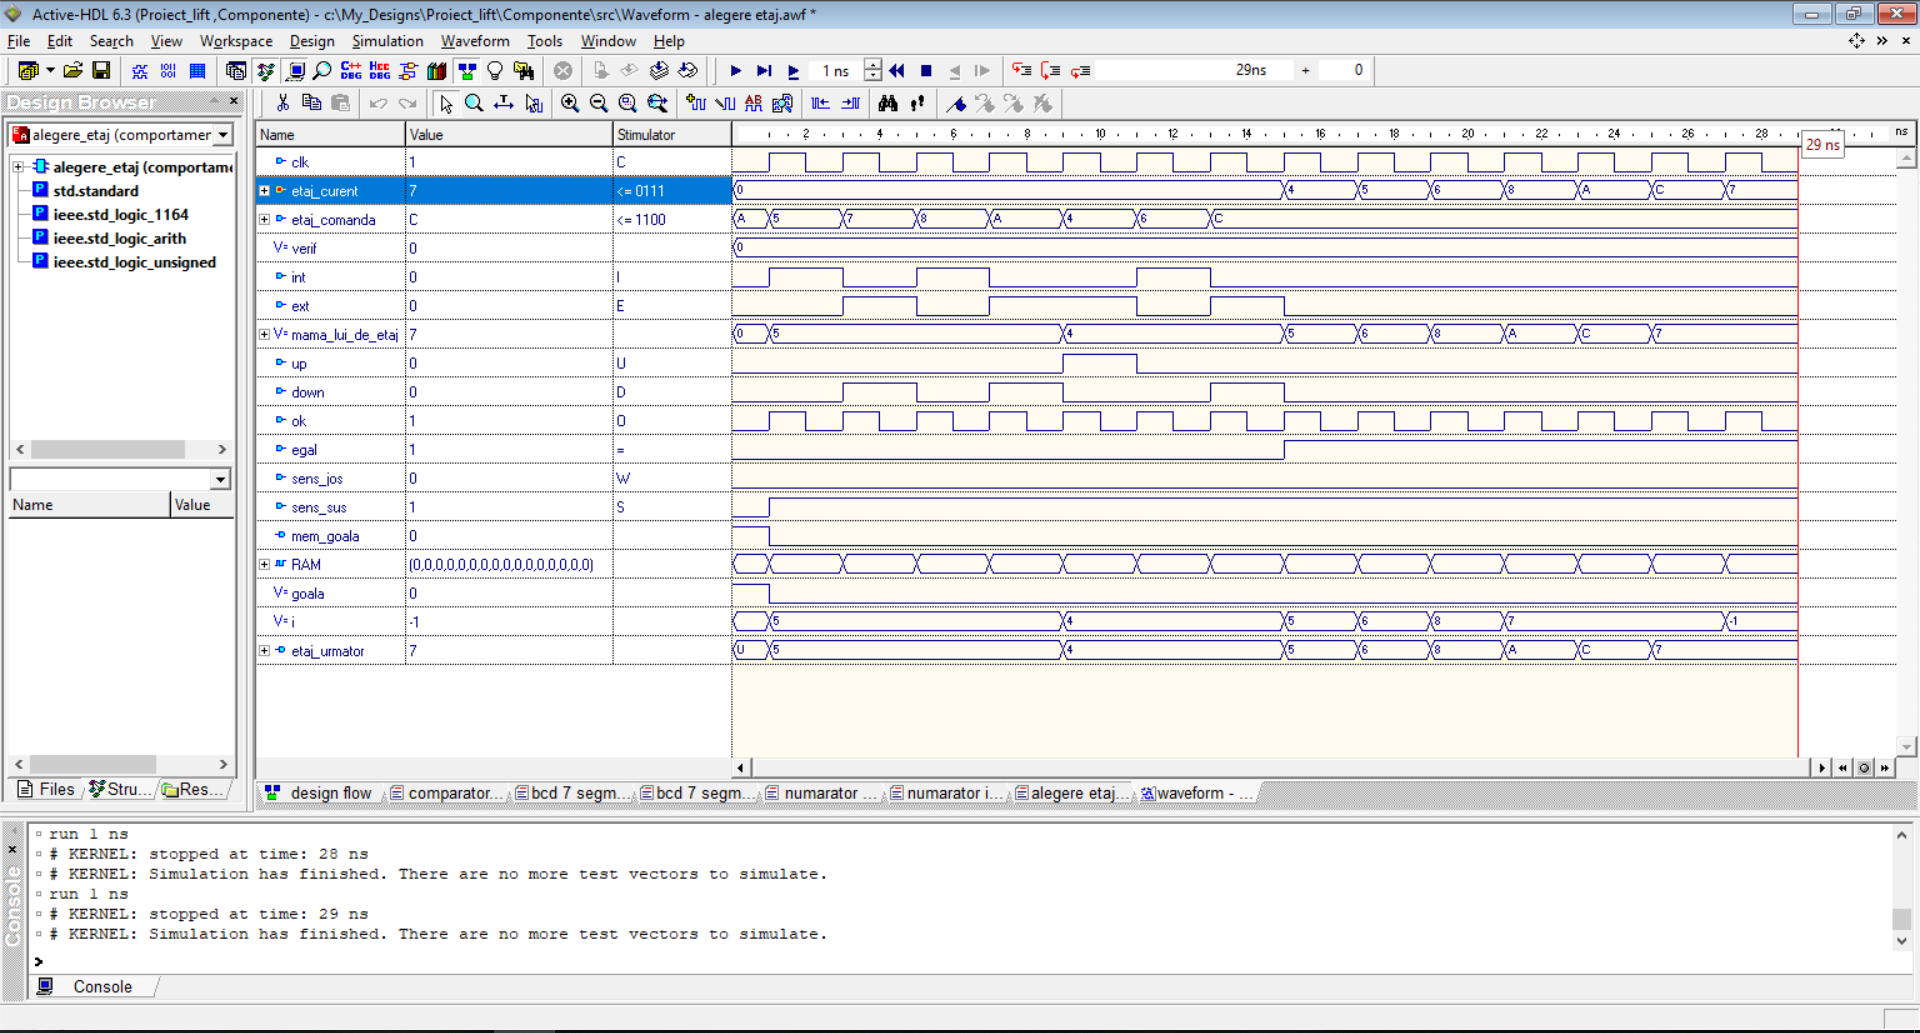 Active-HDL 6.3 (Proiect_lift ,Componente) - c:\My_Designs\Proiect_lift\Componente\src\Waveform - alegere etaj.awf *
File Edit Search View Workspace Design Simulation Waveform Tools Window Help
1 ns 29ns + 0
Design Browser
alegere_etaj (comportamer
alegere_etaj (comportame
std.standard
ieee.std_logic_1164
ieee.std_logic_arith
ieee.std_logic_unsigned
Name Value
Files Stru... Res...
Name Value Stimulator 2 4 6 8 10 12 14 16 18 20 22 24 26 28 ns
29 ns
clk 1 C
etaj_curent 7 <= 0111 0 4 5 6 8 A C 7
etaj_comanda C <= 1100 A 5 7 8 A 4 6 C
V= verif 0 0
int 0 I
ext 0 E
V= mama_lui_de_etaj 7 0 5 4 5 6 8 A C 7
up 0 U
down 0 D
ok 1 O
egal 1 =
sens_jos 0 W
sens_sus 1 S
mem_goala 0
RAM (0,0,0,0,0,0,0,0,0,0,0,0,0,0,0,0)
V= goala 0
V= i -1 5 4 5 6 8 7 -1
etaj_urmator 7 U 5 4 5 6 8 A C 7
design flow comparator... bcd 7 segm... bcd 7 segm... numarator ... numarator i... alegere etaj... waveform - ...
run 1 ns
# KERNEL: stopped at time: 28 ns
# KERNEL: Simulation has finished. There are no more test vectors to simulate.
run 1 ns
# KERNEL: stopped at time: 29 ns
# KERNEL: Simulation has finished. There are no more test vectors to simulate.
>
Console
Console